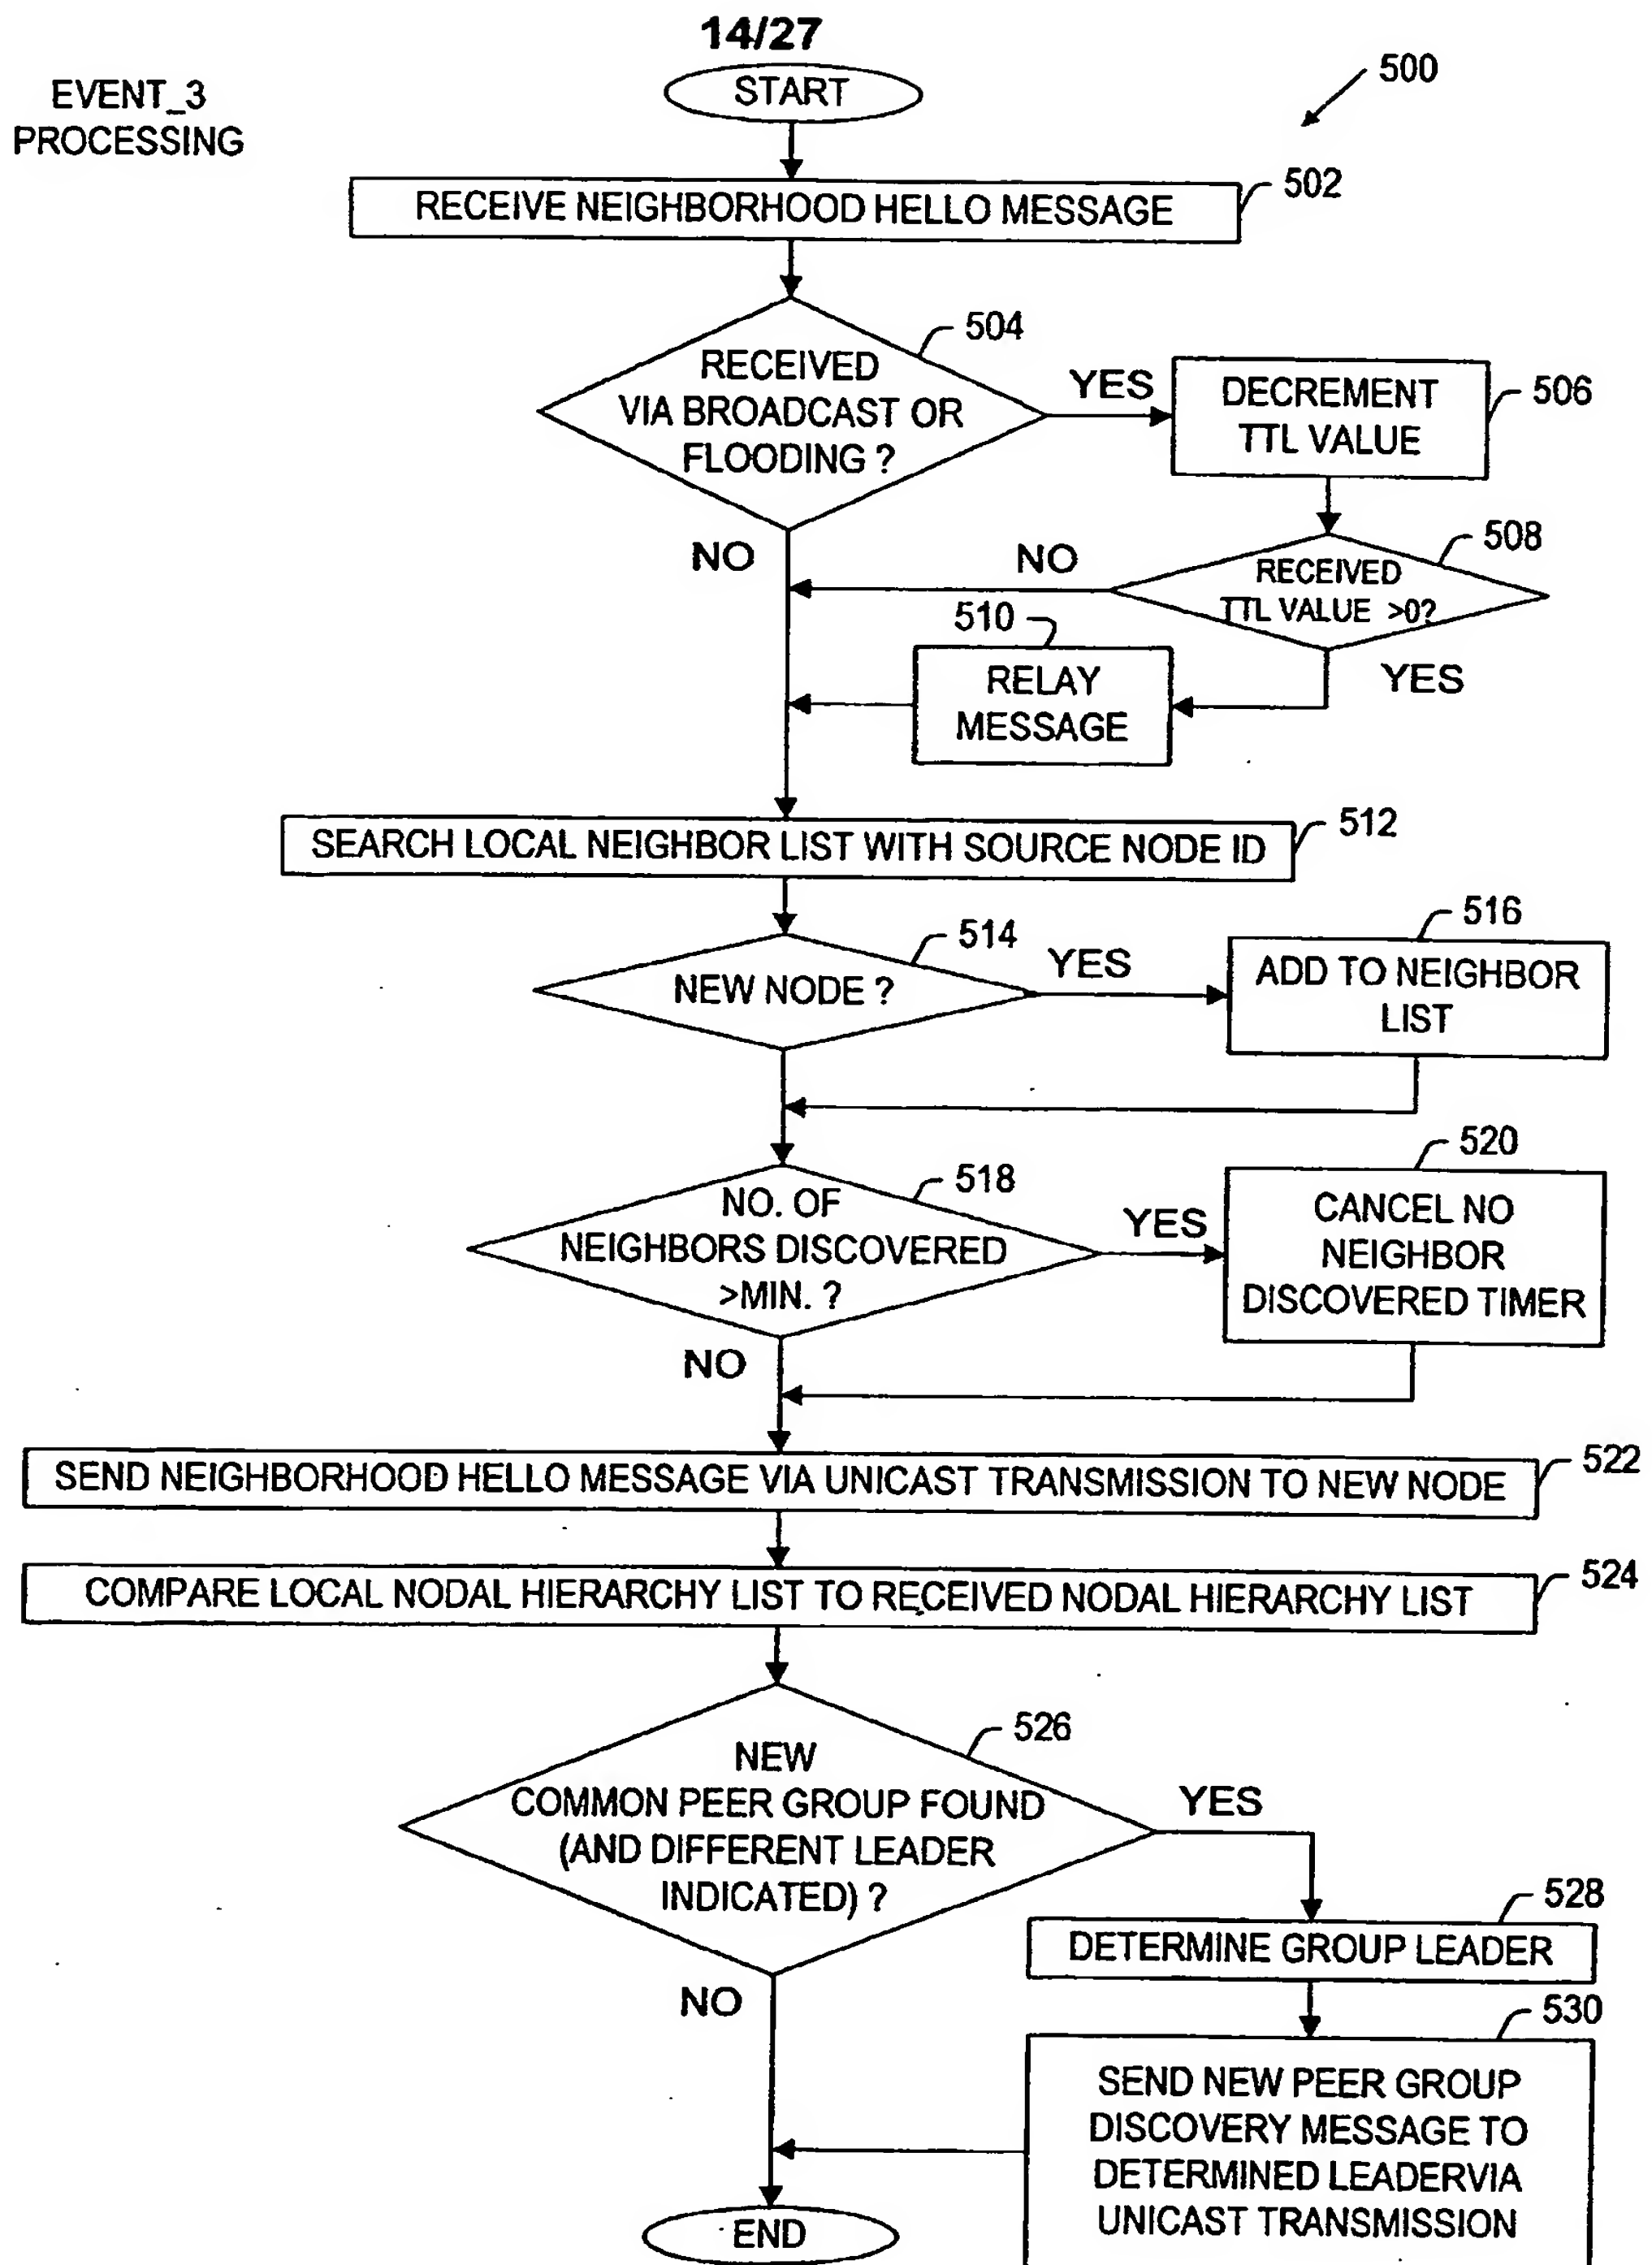 14/27
EVENT_3
PROCESSING
START
500
RECEIVE NEIGHBORHOOD HELLO MESSAGE
502
RECEIVED
VIA BROADCAST OR
FLOODING ?
504
YES
DECREMENT
TTL VALUE
506
NO
NO
RECEIVED
TTL VALUE >0?
508
YES
510
RELAY
MESSAGE
SEARCH LOCAL NEIGHBOR LIST WITH SOURCE NODE ID
512
NEW NODE ?
514
YES
ADD TO NEIGHBOR
LIST
516
NO. OF
NEIGHBORS DISCOVERED
>MIN. ?
518
YES
CANCEL NO
NEIGHBOR
DISCOVERED TIMER
520
NO
SEND NEIGHBORHOOD HELLO MESSAGE VIA UNICAST TRANSMISSION TO NEW NODE
522
COMPARE LOCAL NODAL HIERARCHY LIST TO RECEIVED NODAL HIERARCHY LIST
524
NEW
COMMON PEER GROUP FOUND
(AND DIFFERENT LEADER
INDICATED) ?
526
YES
DETERMINE GROUP LEADER
528
NO
SEND NEW PEER GROUP
DISCOVERY MESSAGE TO
DETERMINED LEADERVIA
UNICAST TRANSMISSION
530
END